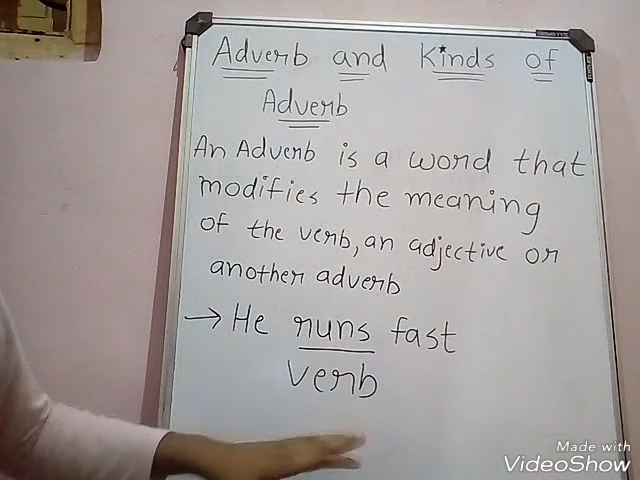 Adverb and Kinds of
Adverb
An Adverb is a word that
modifies the meaning
of the verb, an adjective or
another adverb
→ He runs fast
verb
Made with
VideoShow